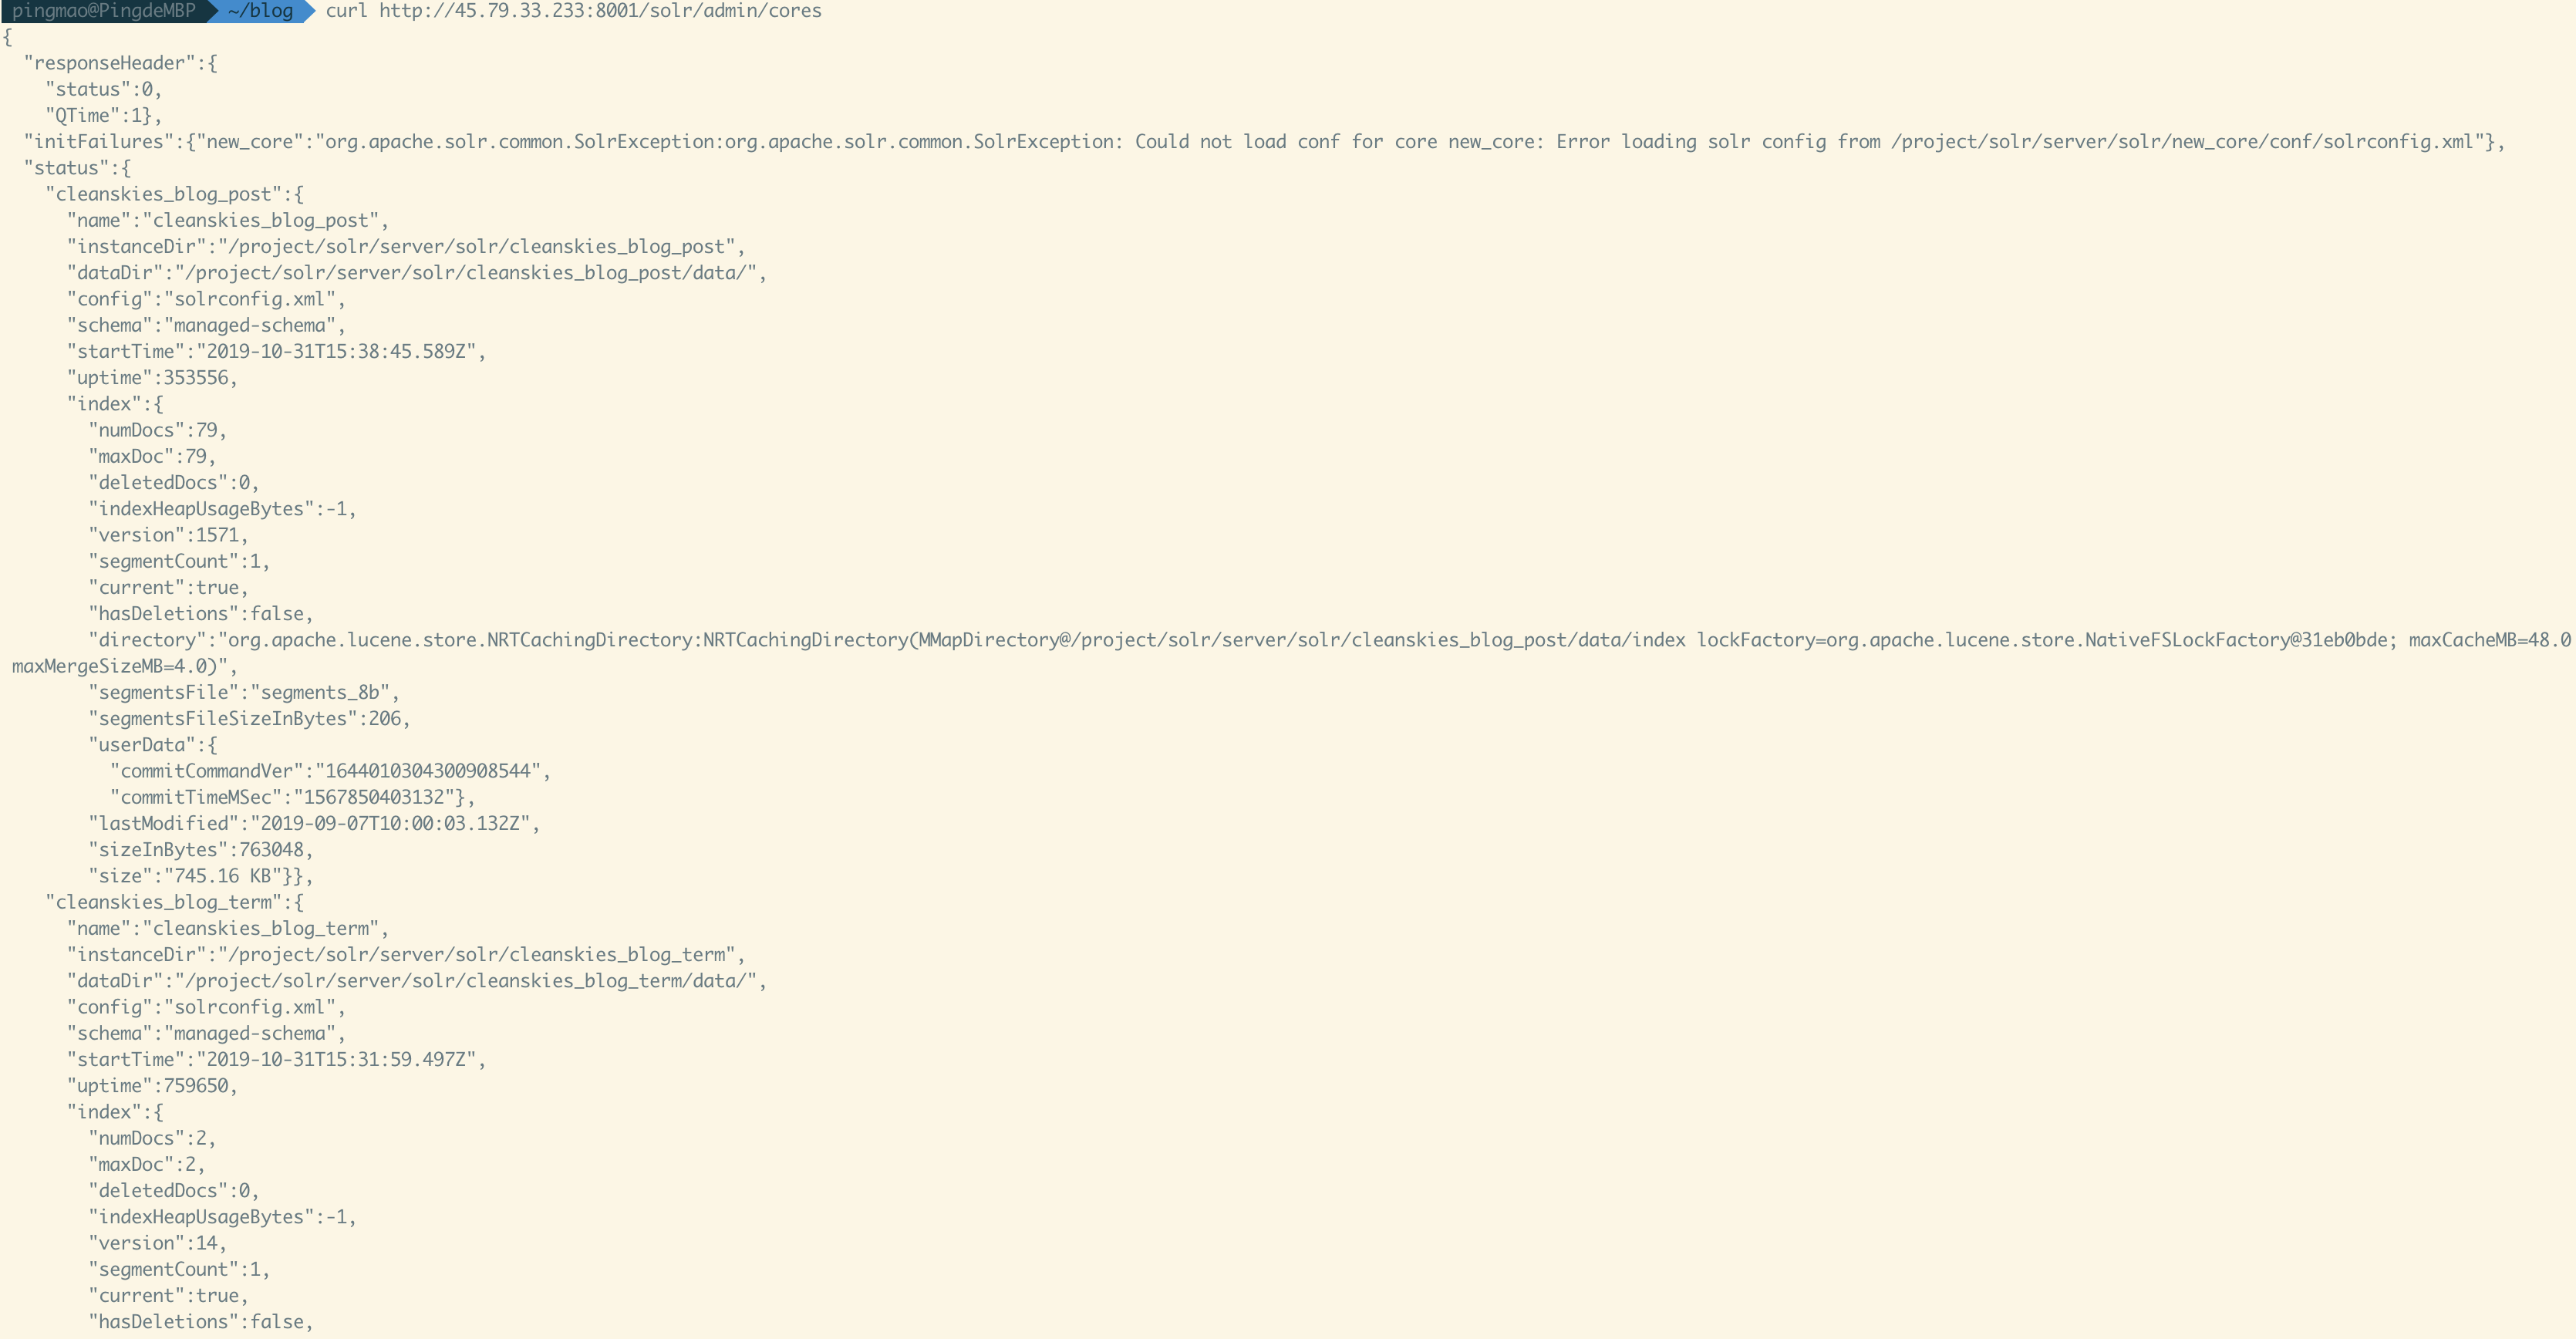 pingmao@PingdeMBP ~/blog curl http://45.79.33.233:8001/solr/admin/cores
{
  "responseHeader":{
    "status":0,
    "QTime":1},
  "initFailures":{"new_core":"org.apache.solr.common.SolrException:org.apache.solr.common.SolrException: Could not load conf for core new_core: Error loading solr config from /project/solr/server/solr/new_core/conf/solrconfig.xml"},
  "status":{
    "cleanskies_blog_post":{
      "name":"cleanskies_blog_post",
      "instanceDir":"/project/solr/server/solr/cleanskies_blog_post",
      "dataDir":"/project/solr/server/solr/cleanskies_blog_post/data/",
      "config":"solrconfig.xml",
      "schema":"managed-schema",
      "startTime":"2019-10-31T15:38:45.589Z",
      "uptime":353556,
      "index":{
        "numDocs":79,
        "maxDoc":79,
        "deletedDocs":0,
        "indexHeapUsageBytes":-1,
        "version":1571,
        "segmentCount":1,
        "current":true,
        "hasDeletions":false,
        "directory":"org.apache.lucene.store.NRTCachingDirectory:NRTCachingDirectory(MMapDirectory@/project/solr/server/solr/cleanskies_blog_post/data/index lockFactory=org.apache.lucene.store.NativeFSLockFactory@31eb0bde; maxCacheMB=48.0
 maxMergeSizeMB=4.0)",
        "segmentsFile":"segments_8b",
        "segmentsFileSizeInBytes":206,
        "userData":{
          "commitCommandVer":"1644010304300908544",
          "commitTimeMSec":"1567850403132"},
        "lastModified":"2019-09-07T10:00:03.132Z",
        "sizeInBytes":763048,
        "size":"745.16 KB"}},
    "cleanskies_blog_term":{
      "name":"cleanskies_blog_term",
      "instanceDir":"/project/solr/server/solr/cleanskies_blog_term",
      "dataDir":"/project/solr/server/solr/cleanskies_blog_term/data/",
      "config":"solrconfig.xml",
      "schema":"managed-schema",
      "startTime":"2019-10-31T15:31:59.497Z",
      "uptime":759650,
      "index":{
        "numDocs":2,
        "maxDoc":2,
        "deletedDocs":0,
        "indexHeapUsageBytes":-1,
        "version":14,
        "segmentCount":1,
        "current":true,
        "hasDeletions":false,